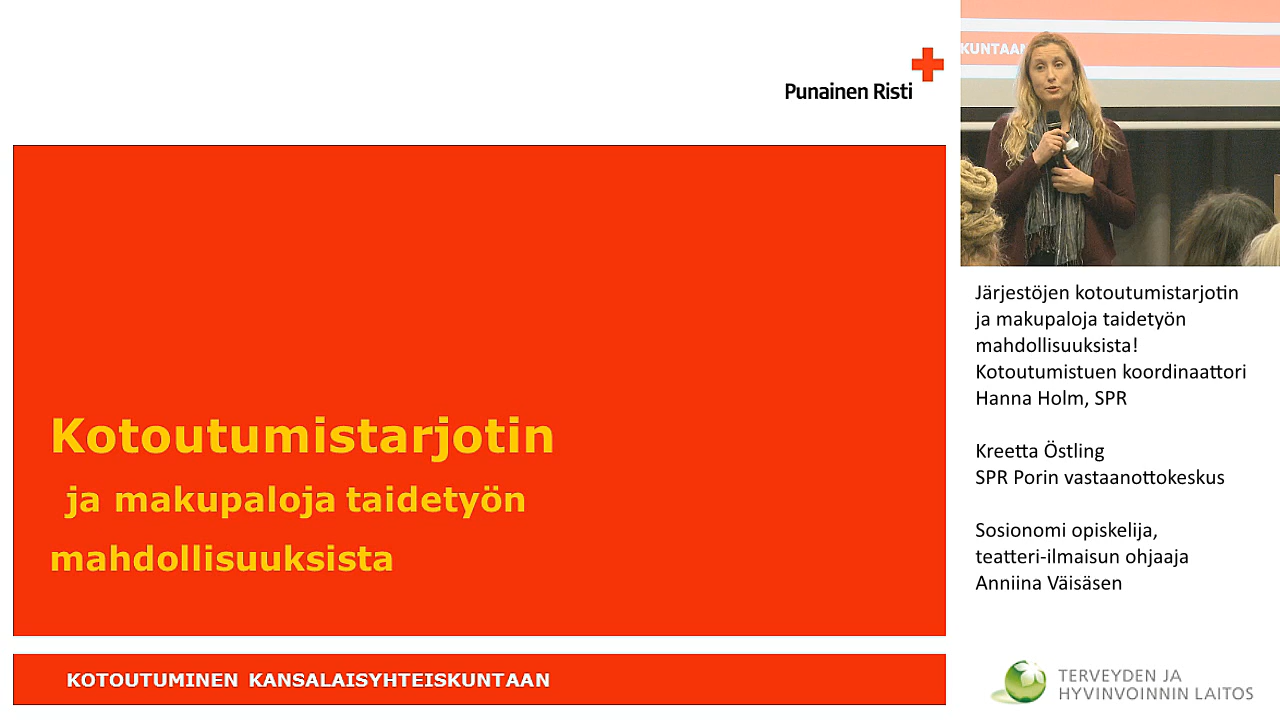 Punainen Risti
Kotoutumistarjotin
ja makupaloja taidetyön
mahdollisuuksista
KOTOUTUMINEN KANSALAISYHTEISKUNTAAN
KUNTAAN
Järjestöjen kotoutumistarjotin
ja makupaloja taidetyön
mahdollisuuksista!
Kotoutumistuen koordinaattori
Hanna Holm, SPR
Kreetta Östling
SPR Porin vastaanottokeskus
Sosionomi opiskelija,
teatteri-ilmaisun ohjaaja
Anniina Väisäsen
TERVEYDEN JA
HYVINVOINNIN LAITOS